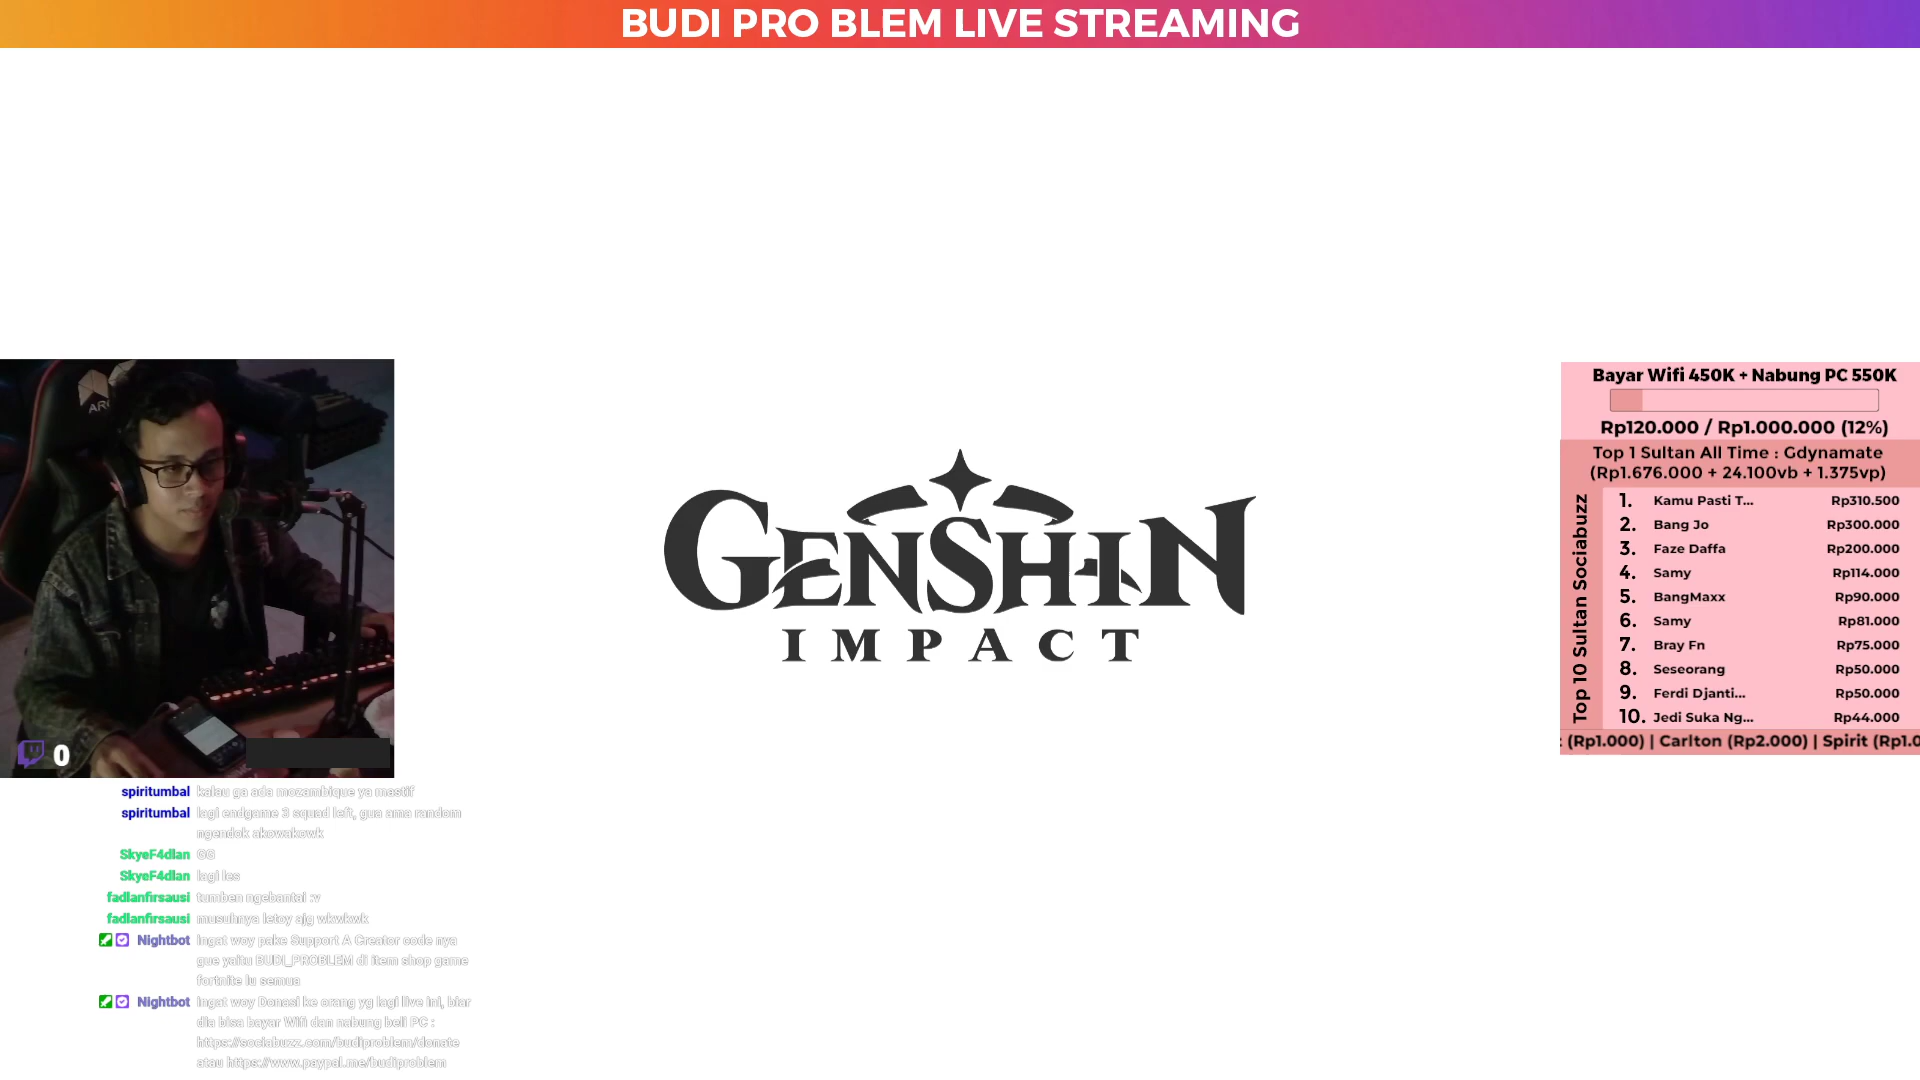 BUDI PRO BLEM LIVE STREAMING
GENSHIN
IMPACT
0
Bayar Wifi 450K + Nabung PC 550K
Rp120.000 / Rp1.000.000 (12%)
Top 1 Sultan All Time : Gdynamate
(Rp1.676.000 + 24.100vb + 1.375vp)
Top 10 Sultan Sociabuzz
1. Kamu Pasti T... Rp310.500
2. Bang Jo Rp300.000
3. Faze Daffa Rp200.000
4. Samy Rp114.000
5. BangMaxx Rp90.000
6. Samy Rp81.000
7. Bray Fn Rp75.000
8. Seseorang Rp50.000
9. Ferdi Djanti... Rp50.000
10. Jedi Suka Ng... Rp44.000
(Rp1.000) | Carlton (Rp2.000) | Spirit (Rp1.0
spiritumbal kalau ga ada mozambique ya mastif
spiritumbal lagi endgame 3 squad left, gua ama random
ngendok akowakowk
SkyeF4dlan GG
SkyeF4dlan lagi les
fadlanfirsausi tumben ngebantai :v
fadlanfirsausi musuhnya letoy ajg wkwkwk
Nightbot Ingat woy pake Support A Creator code nya
gue yaitu BUDI_PROBLEM di item shop game
fortnite lu semua
Nightbot Ingat woy Donasi ke orang yg lagi live ini, biar
dia bisa bayar Wifi dan nabung beli PC :
https://sociabuzz.com/budiproblem/donate
atau https://www.paypal.me/budiproblem